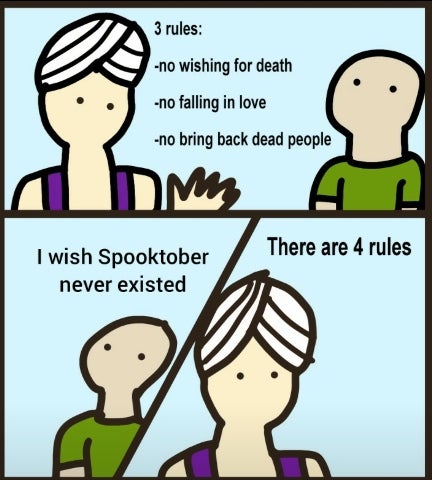 3 rules:
-no wishing for death
-no falling in love
-no bring back dead people
I wish Spooktober
never existed
There are 4 rules